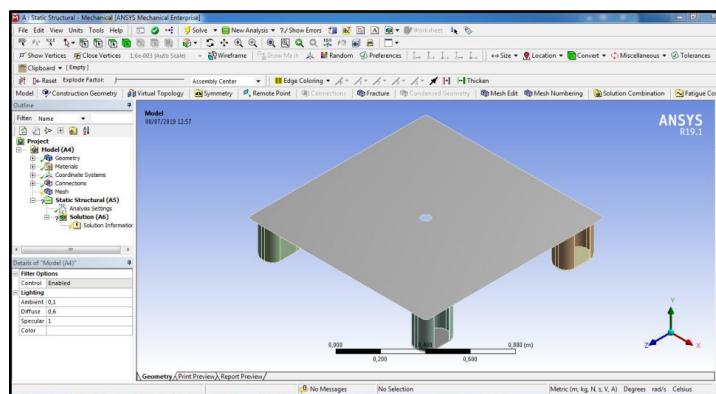 A : Static Structural - Mechanical [ANSYS Mechanical Enterprise]
File Edit View Units Tools Help Solve New Analysis ?/ Show Errors Worksheet
Show Vertices Close Vertices 1,6e-003 (Auto Scale) Wireframe Show Mesh Random Preferences Size Location Convert Miscellaneous Tolerances
Clipboard [ Empty ]
Reset Explode Factor: Assembly Center Edge Coloring Thicken
Model Construction Geometry Virtual Topology Symmetry Remote Point Connections Fracture Condensed Geometry Mesh Edit Mesh Numbering Solution Combination Fatigue Co
Outline
Filter: Name
Project
Model (A4)
Geometry
Materials
Coordinate Systems
Connections
Mesh
Static Structural (A5)
Analysis Settings
Solution (A6)
Solution Informatior
Details of "Model (A4)"
Filter Options
Control Enabled
Lighting
Ambient 0,1
Diffuse 0,6
Specular 1
Color
Model
08/07/2019 12:57
ANSYS
R19.1
0,000 0,400 0,800 (m)
0,200 0,600
Y
Z X
Geometry Print Preview Report Preview
No Messages No Selection Metric (m, kg, N, s, V, A) Degrees rad/s Celsius